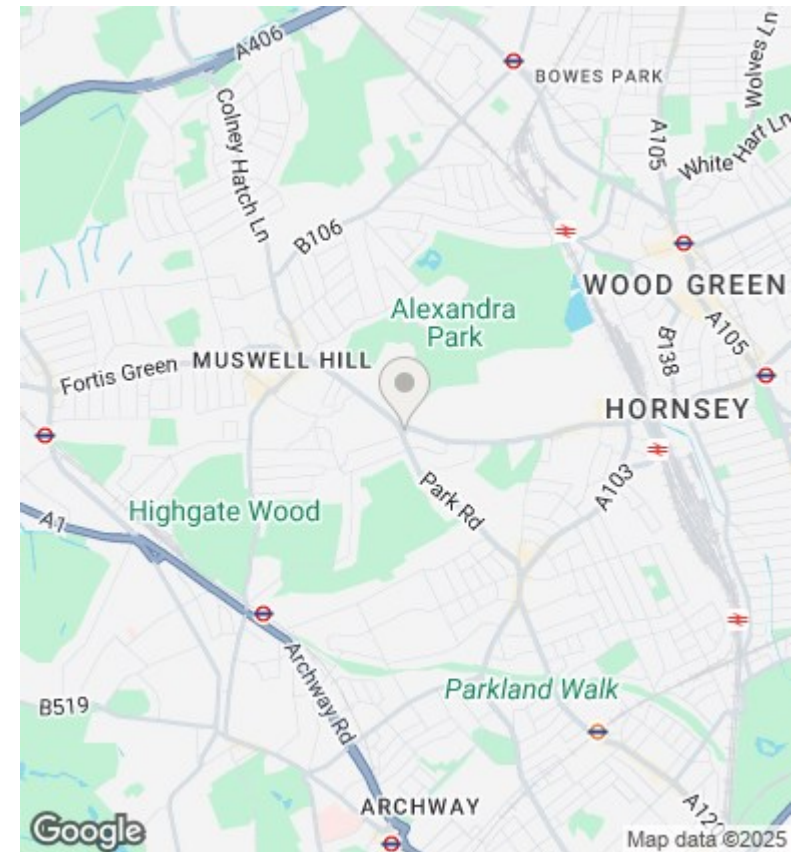 A406
BOWES PARK
Wolves Ln
Colney Hatch Ln
A105
White Hart Ln
B106
WOOD GREEN
Alexandra
Park
A105
B138
Fortis Green
MUSWELL HILL
HORNSEY
A103
Park Rd
Highgate Wood
A1
Archway Rd
Parkland Walk
B519
ARCHWAY
Google
Map data ©2025